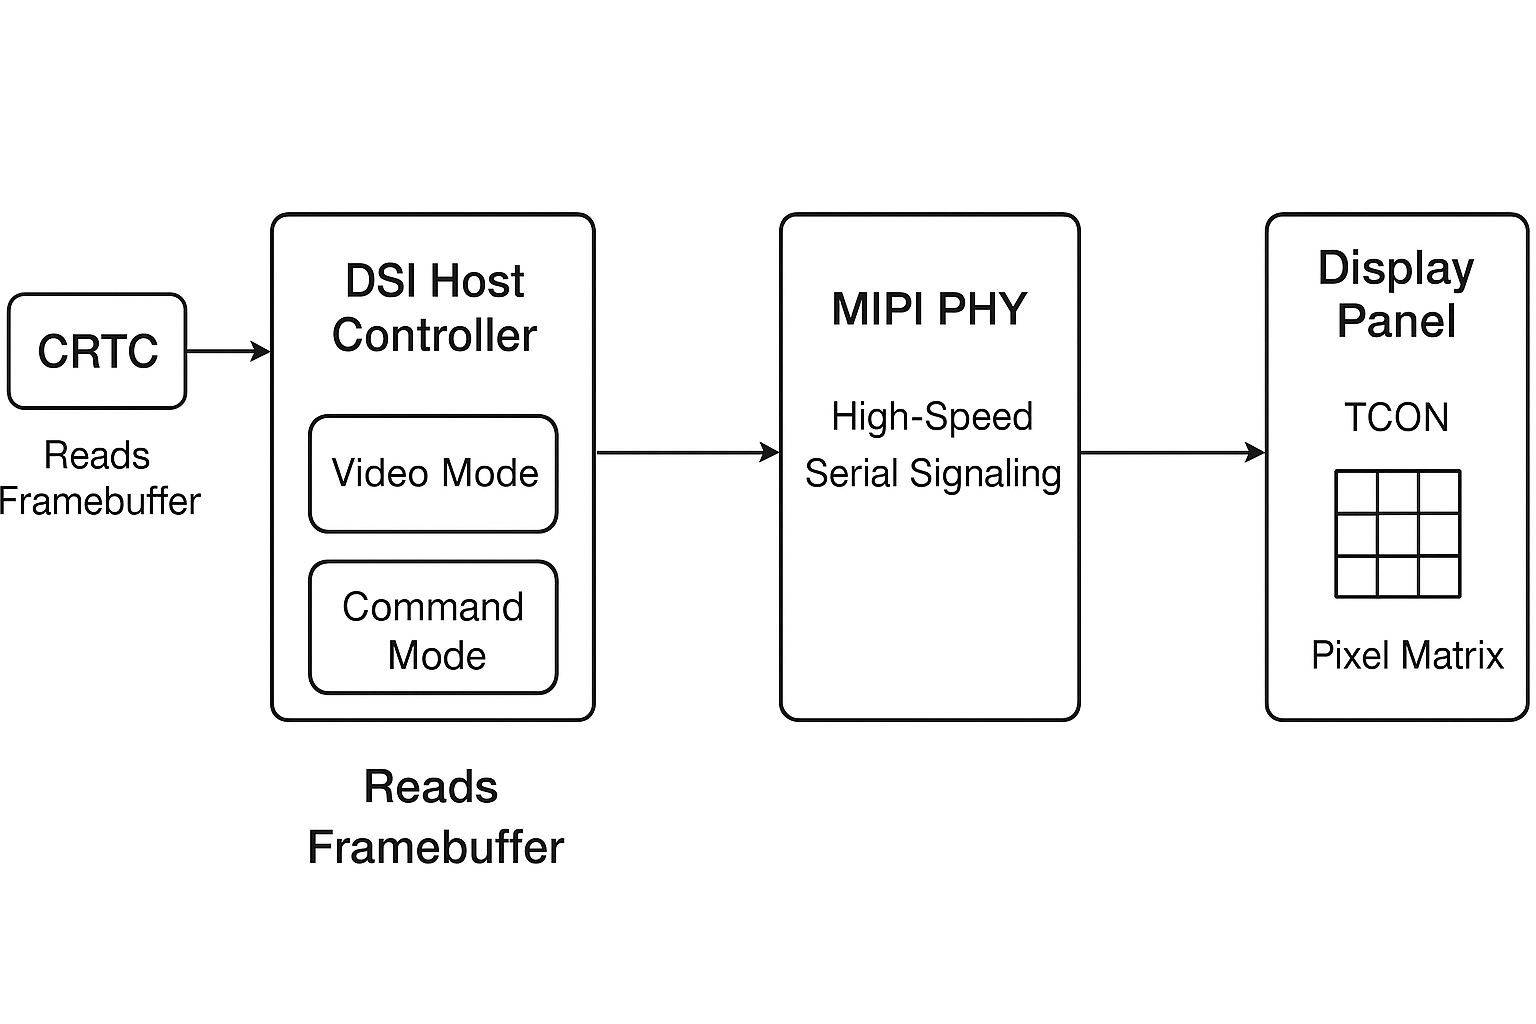 CRTC
Reads
Framebuffer
DSI Host
Controller
Video Mode
Command
Mode
Reads
Framebuffer
MIPI PHY
High-Speed
Serial Signaling
Display
Panel
TCON
Pixel Matrix